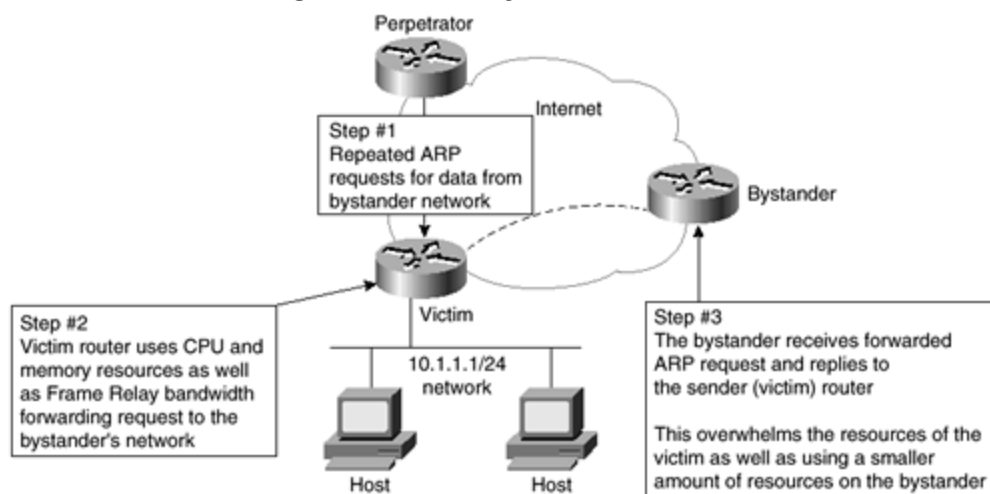 Perpetrator
Internet
Step #1
Repeated ARP
requests for data from
bystander network
Bystander
Victim
Step #2
Victim router uses CPU and
memory resources as well
as Frame Relay bandwidth
forwarding request to the
bystander's network
10.1.1.1/24
network
Host
Host
Step #3
The bystander receives forwarded
ARP request and replies to
the sender (victim) router
This overwhelms the resources of the
victim as well as using a smaller
amount of resources on the bystander